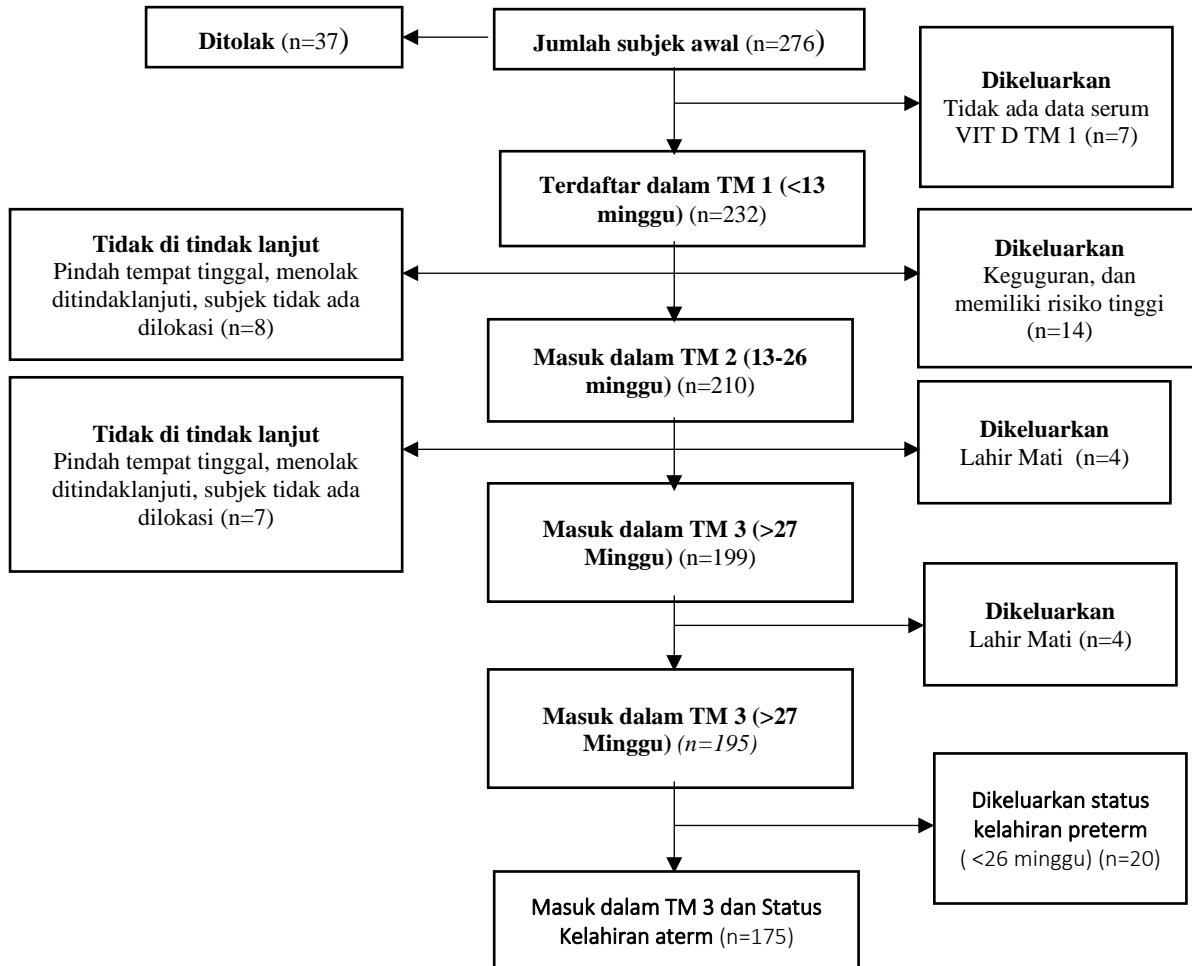 Ditolak (n=37)
Jumlah subjek awal (n=276)
Dikeluarkan
Tidak ada data serum
VIT D TM 1 (n=7)
Terdaftar dalam TM 1 (<13
minggu) (n=232)
Tidak di tindak lanjut
Pindah tempat tinggal, menolak
ditindaklanjuti, subjek tidak ada
dilokasi (n=8)
Dikeluarkan
Keguguran, dan
memiliki risiko tinggi
(n=14)
Masuk dalam TM 2 (13-26
minggu) (n=210)
Tidak di tindak lanjut
Pindah tempat tinggal, menolak
ditindaklanjuti, subjek tidak ada
dilokasi (n=7)
Dikeluarkan
Lahir Mati (n=4)
Masuk dalam TM 3 (>27
Minggu) (n=199)
Dikeluarkan
Lahir Mati (n=4)
Masuk dalam TM 3 (>27
Minggu) (n=195)
Dikeluarkan status
kelahiran preterm
( <26 minggu) (n=20)
Masuk dalam TM 3 dan Status
Kelahiran aterm (n=175)